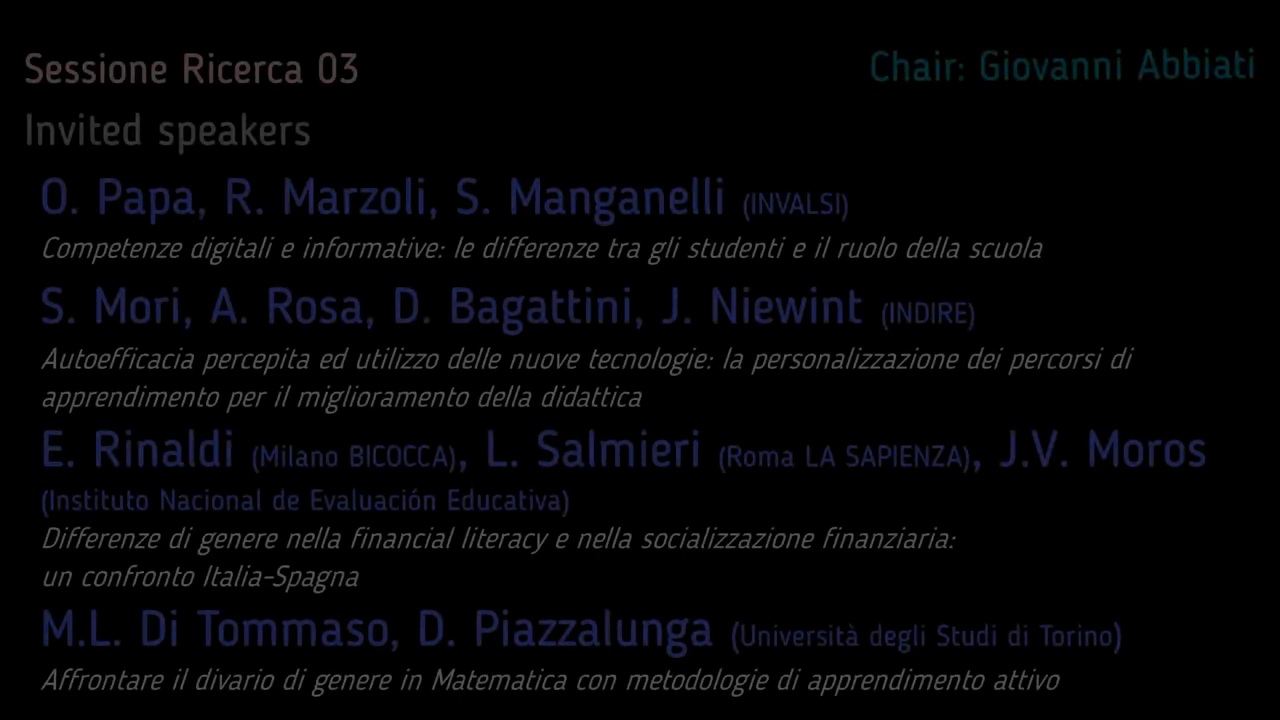 Sessione Ricerca 03
Chair: Giovanni Abbiati
Invited speakers
O. Papa, R. Marzoli, S. Manganelli (INVALSI)
Competenze digitali e informative: le differenze tra gli studenti e il ruolo della scuola
S. Mori, A. Rosa, D. Bagattini, J. Niewint (INDIRE)
Autoefficacia percepita ed utilizzo delle nuove tecnologie: la personalizzazione dei percorsi di
apprendimento per il miglioramento della didattica
E. Rinaldi (Milano BICOCCA), L. Salmieri (Roma LA SAPIENZA), J.V. Moros
(Instituto Nacional de Evaluación Educativa)
Differenze di genere nella financial literacy e nella socializzazione finanziaria:
un confronto Italia-Spagna
M.L. Di Tommaso, D. Piazzalunga (Università degli Studi di Torino)
Affrontare il divario di genere in Matematica con metodologie di apprendimento attivo